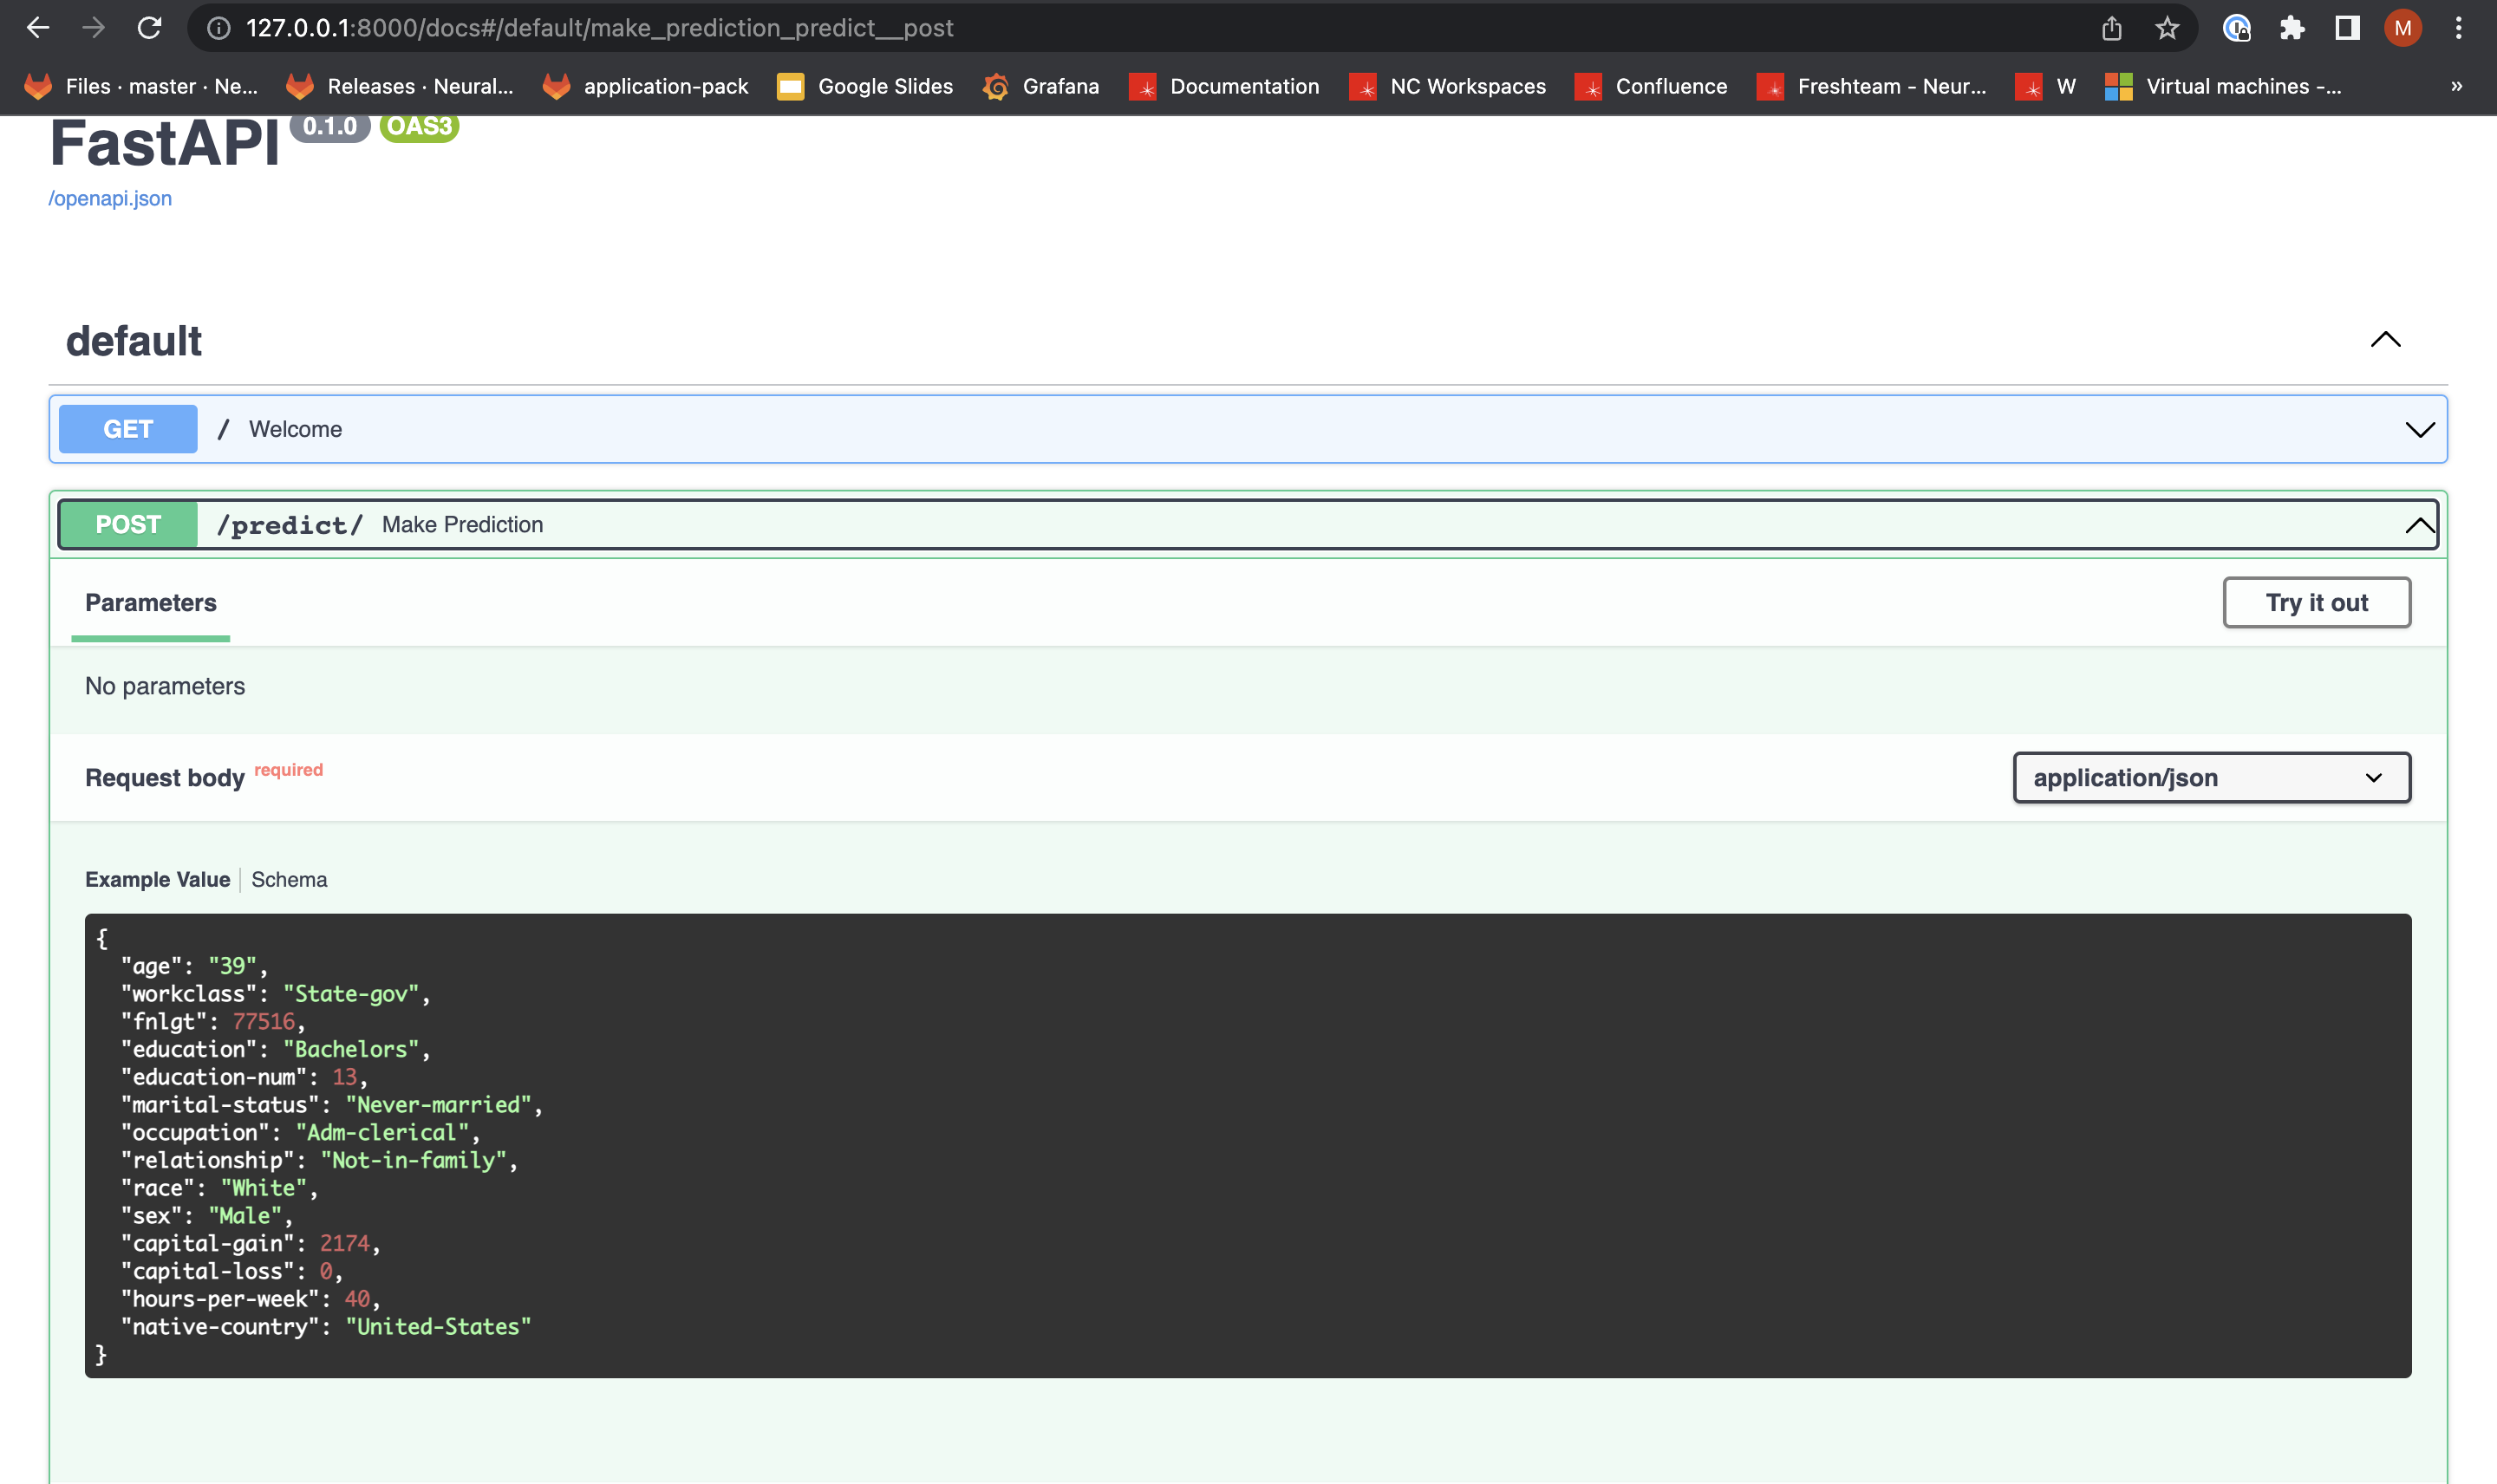 127.0.0.1:8000/docs#/default/make_prediction_predict__post
M
Files · master · Ne... Releases · Neural... application-pack Google Slides Grafana Documentation NC Workspaces Confluence Freshteam - Neur... W Virtual machines -... »
FastAPI 0.1.0 OAS3
/openapi.json
default
GET / Welcome
POST /predict/ Make Prediction
Parameters Try it out
No parameters
Request body required application/json
Example Value Schema
{
"age": "39",
"workclass": "State-gov",
"fnlgt": 77516,
"education": "Bachelors",
"education-num": 13,
"marital-status": "Never-married",
"occupation": "Adm-clerical",
"relationship": "Not-in-family",
"race": "White",
"sex": "Male",
"capital-gain": 2174,
"capital-loss": 0,
"hours-per-week": 40,
"native-country": "United-States"
}